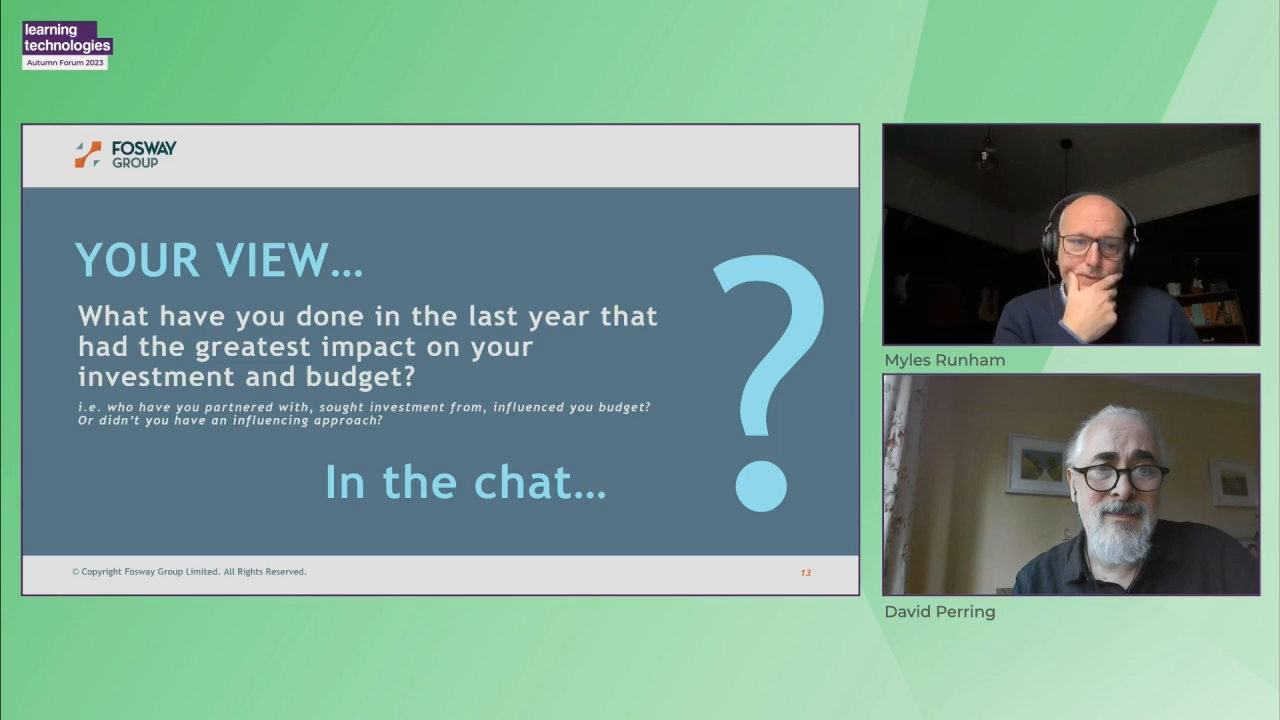 learning
technologies
Autumn Forum 2023
FOSWAY
GROUP
YOUR VIEW…
What have you done in the last year that
had the greatest impact on your
investment and budget?
i.e. who have you partnered with, sought investment from, influenced you budget?
Or didn't you have an influencing approach?
?
In the chat…
© Copyright Fosway Group Limited. All Rights Reserved.
13
Myles Runham
David Perring